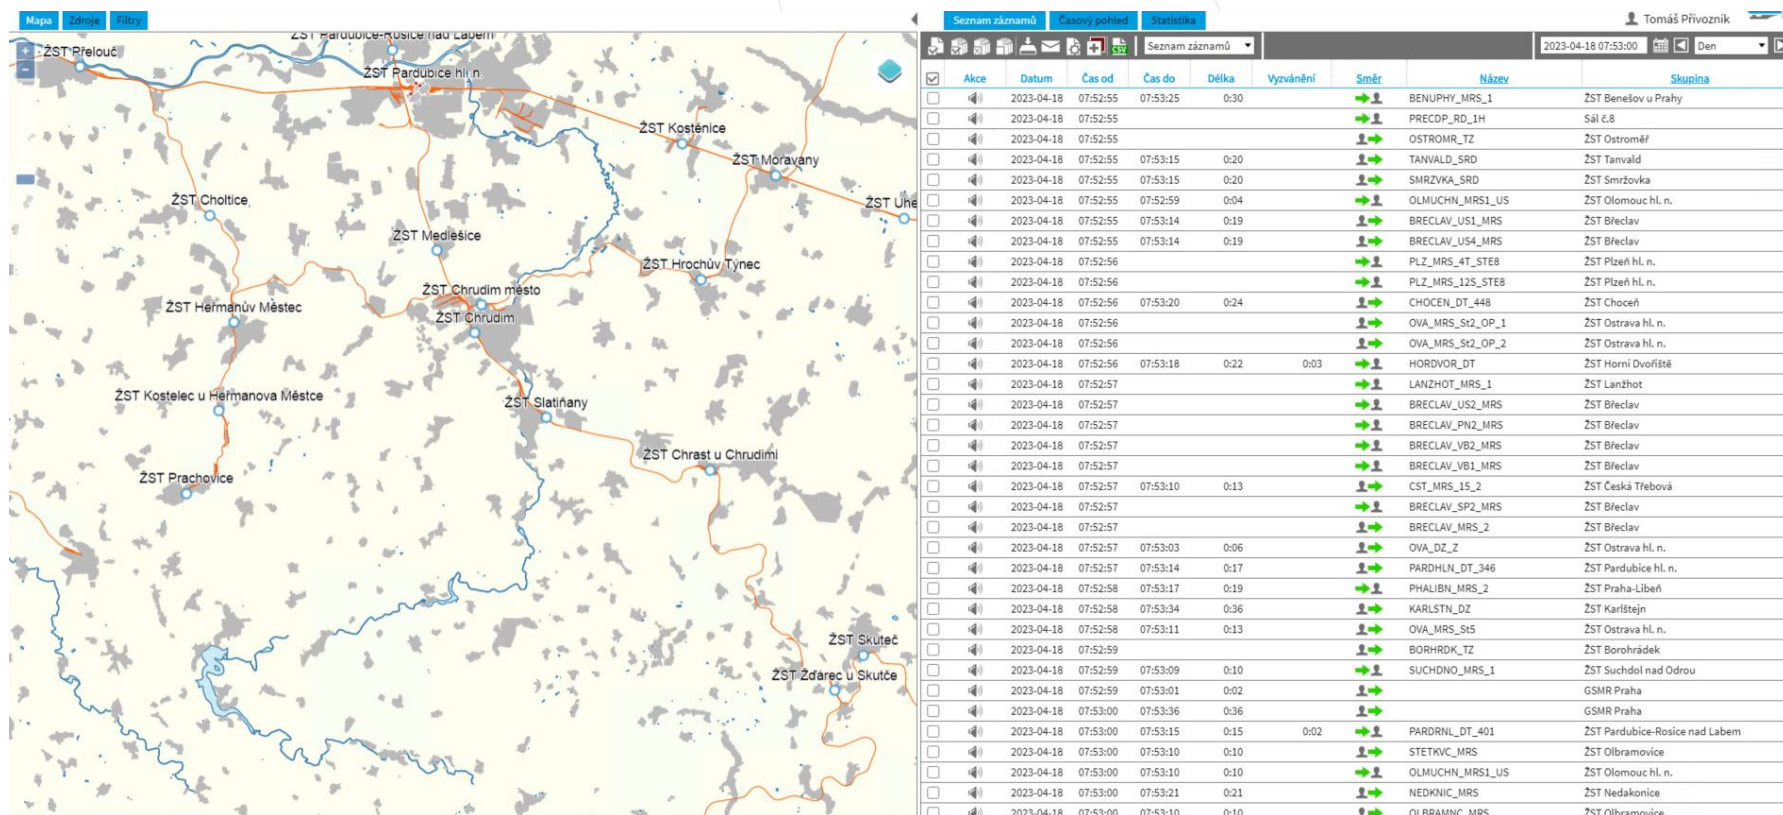 Mapa Zdroje Filtry
ŽST Pardubice-Rosice nad Labem
ŽST Přelouč
ŽST Pardubice hl. n.
ŽST Kostěnice
ŽST Moravany
ŽST Choltice
ŽST Uhe
ŽST Medlešice
ŽST Hrochův Týnec
ŽST Chrudim město
ŽST Heřmanův Městec
ŽST Chrudim
ŽST Kostelec u Heřmanova Městce
ŽST Slatiňany
ŽST Chrast u Chrudimi
ŽST Prachovice
ŽST Skuteč
ŽST Žďárec u Skutče
Seznam záznamů Časový pohled Statistika Tomáš Přívozník
CSV Seznam záznamů 2023-04-18 07:53:00 Den
Akce Datum Čas od Čas do Délka Vyzvánění Směr Název Skupina
2023-04-18 07:52:55 07:53:25 0:30 BENUPHY_MRS_1 ŽST Benešov u Prahy
2023-04-18 07:52:55 PRECDP_RD_1H Sál č.8
2023-04-18 07:52:55 OSTROMR_TZ ŽST Ostroměř
2023-04-18 07:52:55 07:53:15 0:20 TANVALD_SRD ŽST Tanvald
2023-04-18 07:52:55 07:53:15 0:20 SMRZVKA_SRD ŽST Smržovka
2023-04-18 07:52:55 07:52:59 0:04 OLMUCHN_MRS1_US ŽST Olomouc hl. n.
2023-04-18 07:52:55 07:53:14 0:19 BRECLAV_US1_MRS ŽST Břeclav
2023-04-18 07:52:55 07:53:14 0:19 BRECLAV_US4_MRS ŽST Břeclav
2023-04-18 07:52:56 PLZ_MRS_4T_STE8 ŽST Plzeň hl. n.
2023-04-18 07:52:56 PLZ_MRS_12S_STE8 ŽST Plzeň hl. n.
2023-04-18 07:52:56 07:53:20 0:24 CHOCEN_DT_448 ŽST Choceň
2023-04-18 07:52:56 OVA_MRS_St2_OP_1 ŽST Ostrava hl. n.
2023-04-18 07:52:56 OVA_MRS_St2_OP_2 ŽST Ostrava hl. n.
2023-04-18 07:52:56 07:53:18 0:22 0:03 HORDVOR_DT ŽST Horní Dvořiště
2023-04-18 07:52:57 LANZHOT_MRS_1 ŽST Lanžhot
2023-04-18 07:52:57 BRECLAV_US2_MRS ŽST Břeclav
2023-04-18 07:52:57 BRECLAV_PN2_MRS ŽST Břeclav
2023-04-18 07:52:57 BRECLAV_VB2_MRS ŽST Břeclav
2023-04-18 07:52:57 BRECLAV_VB1_MRS ŽST Břeclav
2023-04-18 07:52:57 07:53:10 0:13 CST_MRS_15_2 ŽST Česká Třebová
2023-04-18 07:52:57 BRECLAV_SP2_MRS ŽST Břeclav
2023-04-18 07:52:57 BRECLAV_MRS_2 ŽST Břeclav
2023-04-18 07:52:57 07:53:03 0:06 OVA_DZ_Z ŽST Ostrava hl. n.
2023-04-18 07:52:57 07:53:14 0:17 PARDHLN_DT_346 ŽST Pardubice hl. n.
2023-04-18 07:52:58 07:53:17 0:19 PHALIBN_MRS_2 ŽST Praha-Libeň
2023-04-18 07:52:58 07:53:34 0:36 KARLSTN_DZ ŽST Karlštejn
2023-04-18 07:52:58 07:53:11 0:13 OVA_MRS_St5 ŽST Ostrava hl. n.
2023-04-18 07:52:59 BORHRDK_TZ ŽST Borohrádek
2023-04-18 07:52:59 07:53:09 0:10 SUCHDNO_MRS_1 ŽST Suchdol nad Odrou
2023-04-18 07:52:59 07:53:01 0:02 GSMR Praha
2023-04-18 07:53:00 07:53:36 0:36 GSMR Praha
2023-04-18 07:53:00 07:53:15 0:15 0:02 PARDRNL_DT_401 ŽST Pardubice-Rosice nad Labem
2023-04-18 07:53:00 07:53:10 0:10 STETKVC_MRS ŽST Olbramovice
2023-04-18 07:53:00 07:53:10 0:10 OLMUCHN_MRS1_US ŽST Olomouc hl. n.
2023-04-18 07:53:00 07:53:21 0:21 NEDKNIC_MRS ŽST Nedakonice
2023-04-18 07:53:00 07:53:10 0:10 OLBRAMNC_MRS ŽST Olbramovice